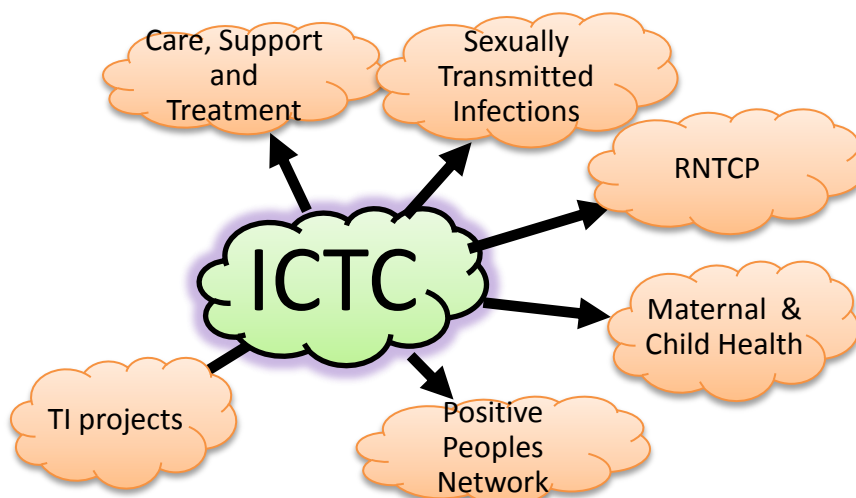 Care, Support
and
Treatment
Sexually
Transmitted
Infections
RNTCP
ICTC
Maternal &
Child Health
TI projects
Positive
Peoples
Network